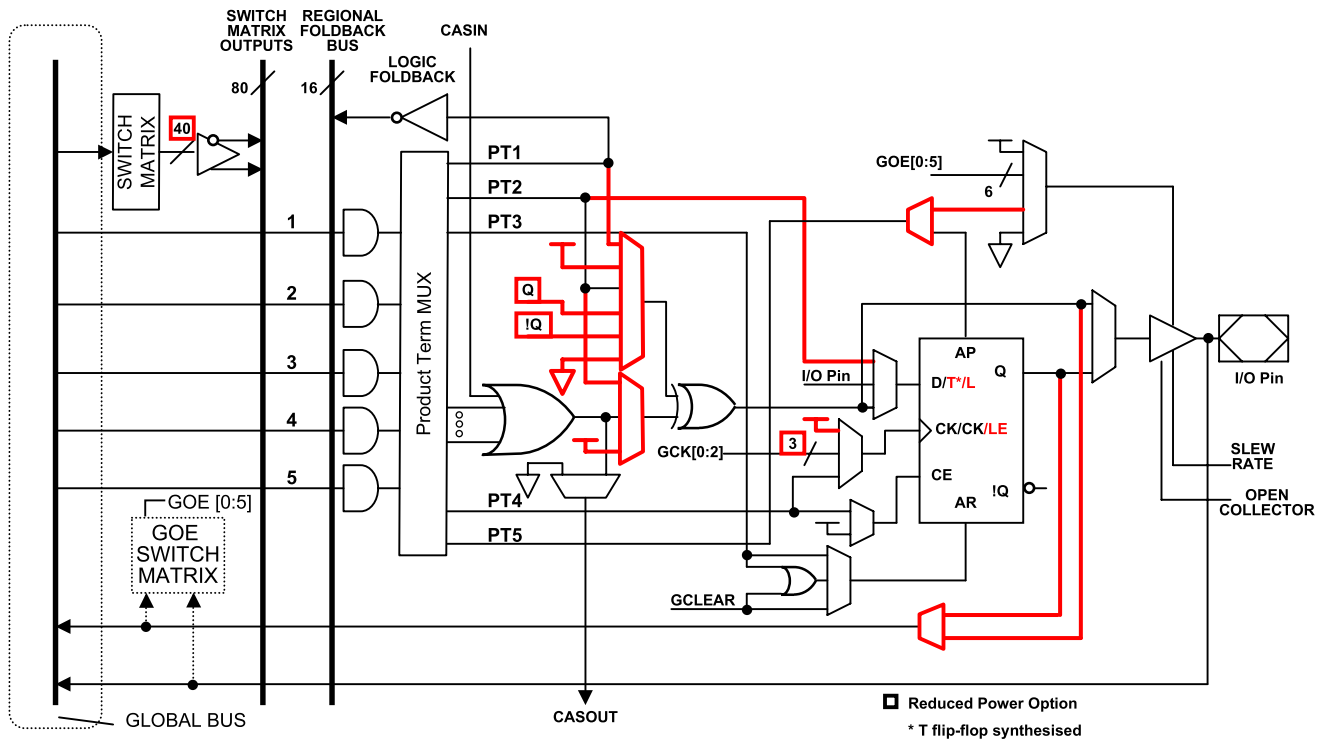 SWITCH
MATRIX
OUTPUTS
REGIONAL
FOLDBACK
BUS
CASIN
LOGIC
FOLDBACK
80
16
SWITCH
MATRIX
40
PT1
PT2
PT3
GOE[0:5]
6
1
2
3
4
5
Product Term MUX
Q
!Q
I/O Pin
AP
Q
D/T*/L
CK/CK/LE
CE
!Q
AR
I/O Pin
3
GCK[0:2]
SLEW
RATE
OPEN
COLLECTOR
PT4
PT5
GOE [0:5]
GOE
SWITCH
MATRIX
GCLEAR
GLOBAL BUS
CASOUT
Reduced Power Option
* T flip-flop synthesised